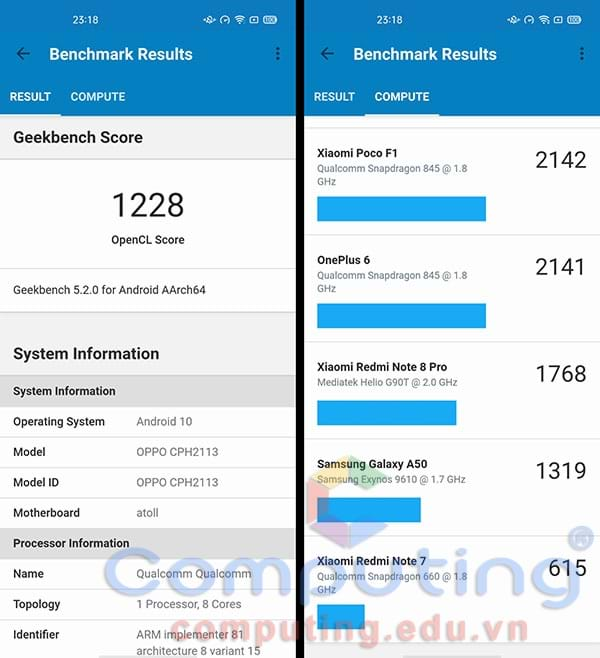 23:18
Benchmark Results
RESULT COMPUTE
Geekbench Score
1228
OpenCL Score
Geekbench 5.2.0 for Android AArch64
System Information
System Information
Operating System Android 10
Model OPPO CPH2113
Model ID OPPO CPH2113
Motherboard atoll
Processor Information
Name Qualcomm Qualcomm
Topology 1 Processor, 8 Cores
Identifier ARM implementer 81
architecture 8 variant 15
23:18
Benchmark Results
RESULT COMPUTE
Xiaomi Poco F1 2142
Qualcomm Snapdragon 845 @ 1.8
GHz
OnePlus 6 2141
Qualcomm Snapdragon 845 @ 1.8
GHz
Xiaomi Redmi Note 8 Pro 1768
Mediatek Helio G90T @ 2.0 GHz
Samsung Galaxy A50 1319
Samsung Exynos 9610 @ 1.7 GHz
Xiaomi Redmi Note 7 615
Qualcomm Snapdragon 660 @ 1.8
GHz
Computing
computing.edu.vn